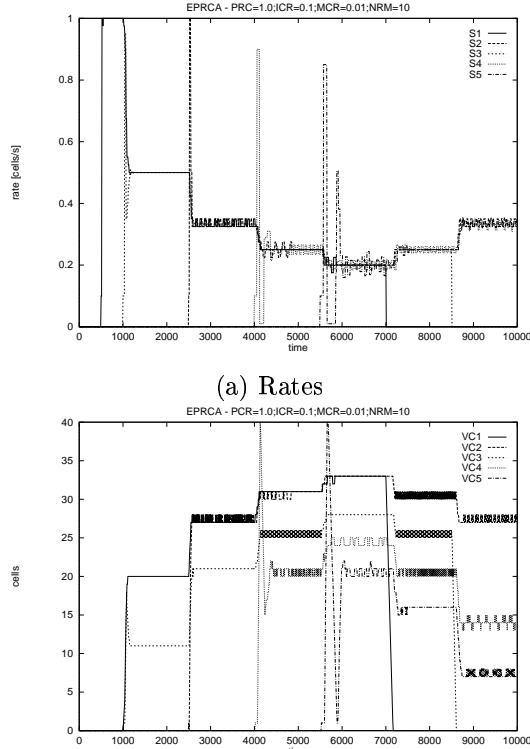 EPRCA - PRC=1.0;ICR=0.1;MCR=0.01;NRM=10
1
0.8
0.6
0.4
0.2
0
rate [cells/s]
S1
S2
S3
S4
S5
0 1000 2000 3000 4000 5000 6000 7000 8000 9000 10000
time
(a) Rates
EPRCA - PCR=1.0;ICR=0.1;MCR=0.01;NRM=10
40
35
30
25
20
15
10
5
0
cells
VC1
VC2
VC3
VC4
VC5
0 1000 2000 3000 4000 5000 6000 7000 8000 9000 10000